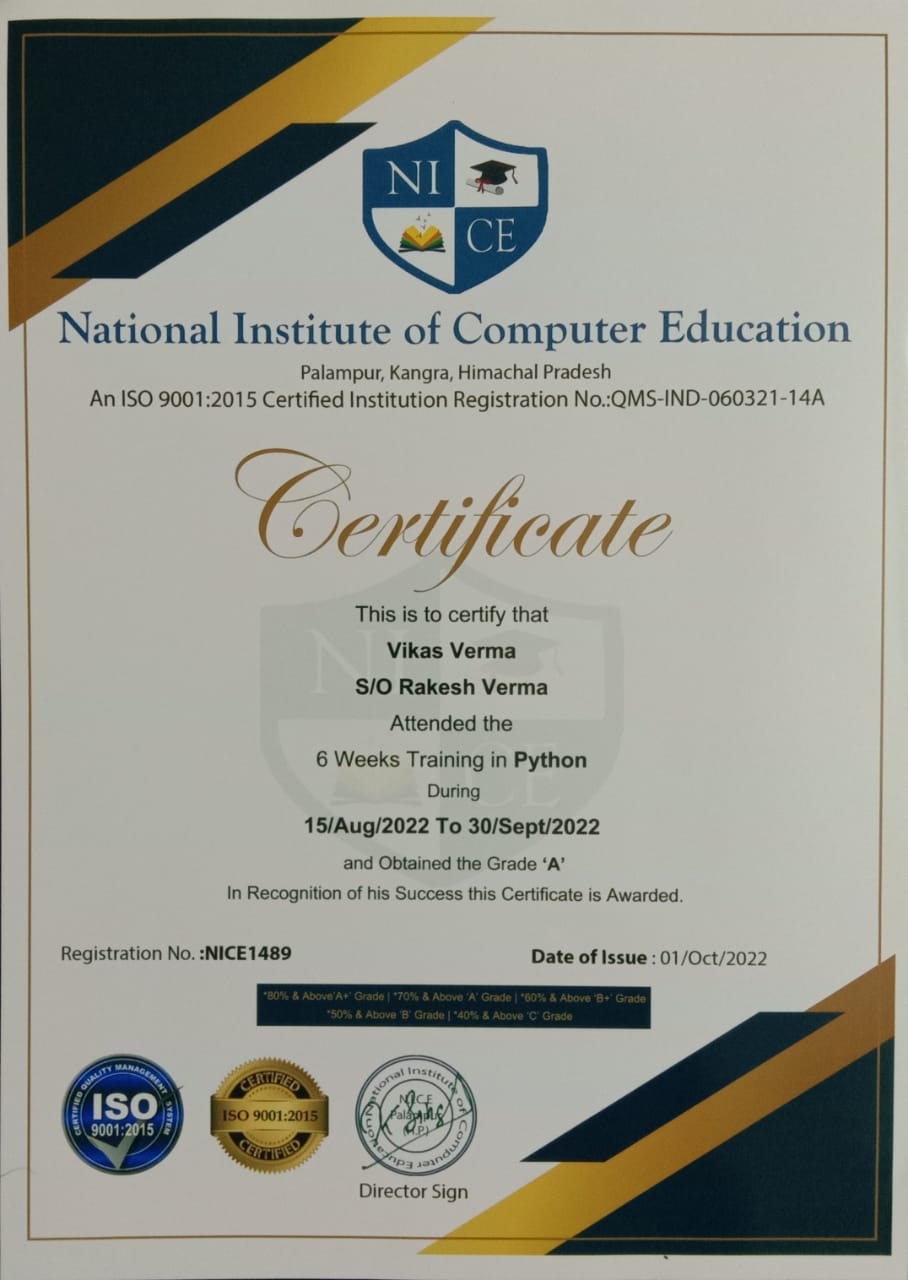 NI
CE
National Institute of Computer Education
Palampur, Kangra, Himachal Pradesh
An ISO 9001:2015 Certified Institution Registration No.:QMS-IND-060321-14A
Certificate
This is to certify that
Vikas Verma
S/O Rakesh Verma
Attended the
6 Weeks Training in Python
During
15/Aug/2022 To 30/Sept/2022
and Obtained the Grade ‘A’
In Recognition of his Success this Certificate is Awarded.
Registration No. :NICE1489
Date of Issue : 01/Oct/2022
*80% & Above‘A+’ Grade | *70% & Above ‘A’ Grade | *60% & Above ‘B+’ Grade
*50% & Above ‘B’ Grade | *40% & Above ‘C’ Grade
CERTIFIED QUALITY MANAGEMENT SYSTEM
ISO
9001:2015
CERTIFIED
ISO 9001:2015
CERTIFIED
National Institute of Computer Education
N.I.C.E
Palampur
(H.P.)
Director Sign